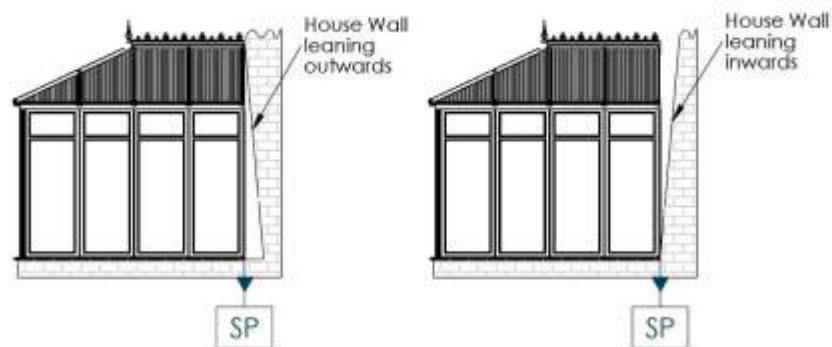 House Wall
leaning
outwards
House Wall
leaning
inwards
SP
SP